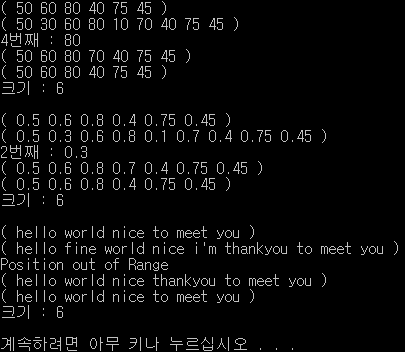 ( 50 60 80 40 75 45 )
( 50 30 60 80 10 70 40 75 45 )
4번째 : 80
( 50 60 80 70 40 75 45 )
( 50 60 80 40 75 45 )
크기 : 6
( 0.5 0.6 0.8 0.4 0.75 0.45 )
( 0.5 0.3 0.6 0.8 0.1 0.7 0.4 0.75 0.45 )
2번째 : 0.3
( 0.5 0.6 0.8 0.7 0.4 0.75 0.45 )
( 0.5 0.6 0.8 0.4 0.75 0.45 )
크기 : 6
( hello world nice to meet you )
( hello fine world nice i'm thankyou to meet you )
Position out of Range
( hello world nice thankyou to meet you )
( hello world nice to meet you )
크기 : 6
계속하려면 아무 키나 누르십시오 . . .